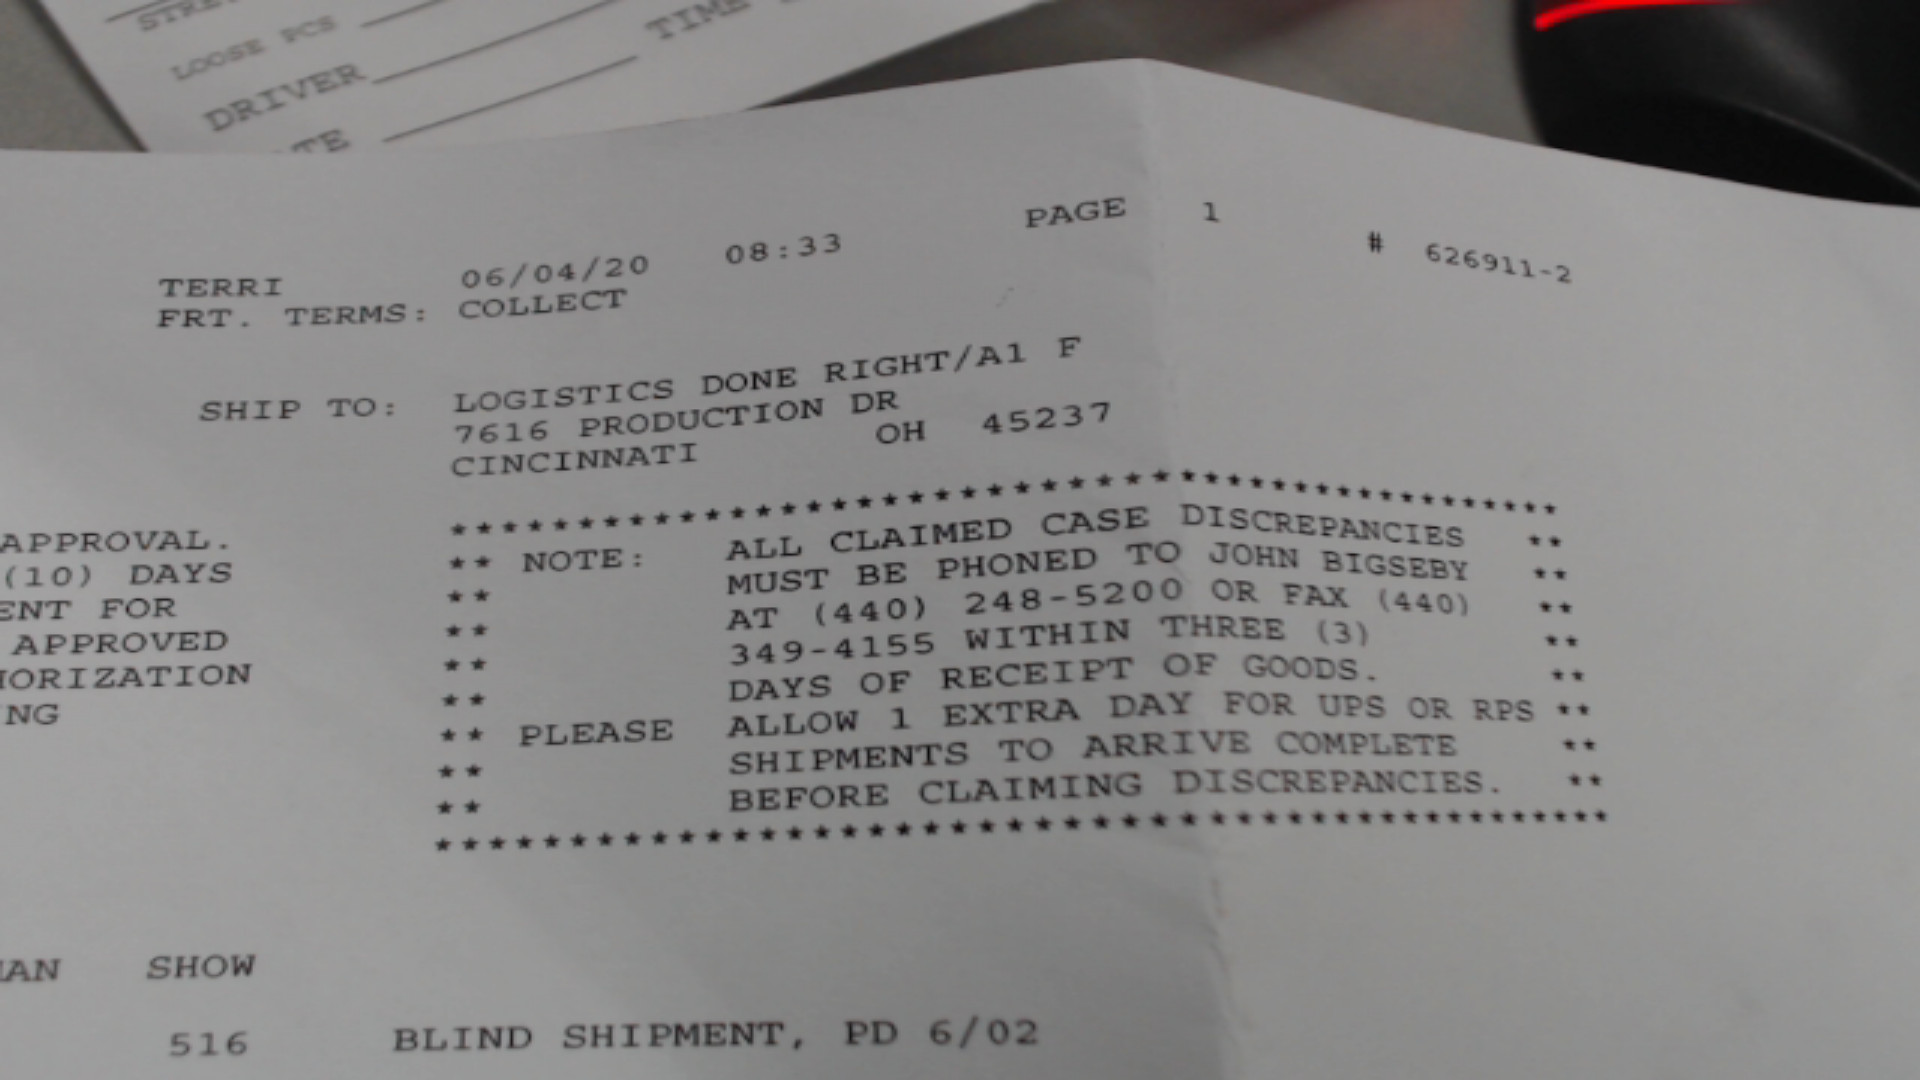 LOOSE PCS
DRIVER
TIME
PAGE 1
# 626911-2
TERRI 06/04/20 08:33
FRT. TERMS: COLLECT
SHIP TO: LOGISTICS DONE RIGHT/A1 F
7616 PRODUCTION DR
CINCINNATI OH 45237
APPROVAL.
(10) DAYS
ENT FOR
APPROVED
HORIZATION
NG
**********************************************
** NOTE: ALL CLAIMED CASE DISCREPANCIES **
** MUST BE PHONED TO JOHN BIGSEBY **
** AT (440) 248-5200 OR FAX (440) **
** 349-4155 WITHIN THREE (3) **
** DAYS OF RECEIPT OF GOODS. **
** PLEASE ALLOW 1 EXTRA DAY FOR UPS OR RPS **
** SHIPMENTS TO ARRIVE COMPLETE **
** BEFORE CLAIMING DISCREPANCIES. **
**********************************************
AN SHOW
516 BLIND SHIPMENT, PD 6/02